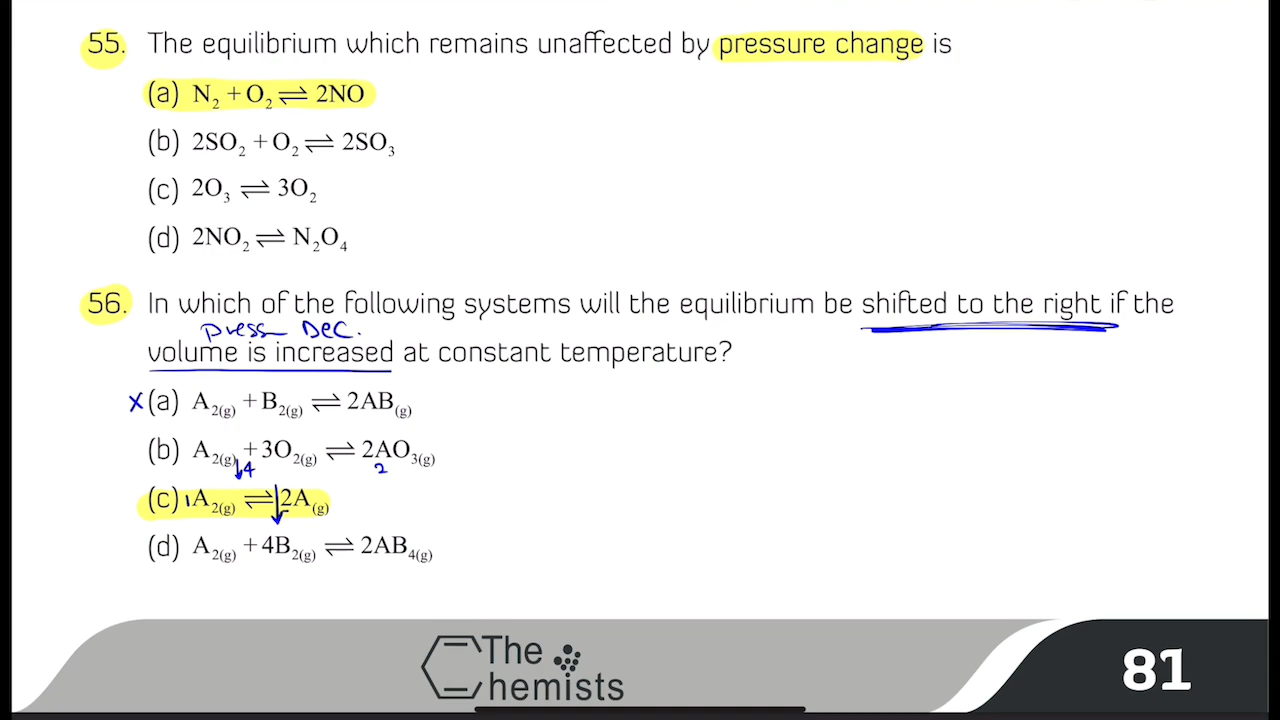 55. The equilibrium which remains unaffected by pressure change is
(a) N₂ + O₂ ⇌ 2NO
(b) 2SO₂ + O₂ ⇌ 2SO₃
(c) 2O₃ ⇌ 3O₂
(d) 2NO₂ ⇌ N₂O₄
56. In which of the following systems will the equilibrium be shifted to the right if the
press Dec.
volume is increased at constant temperature?
x (a) A₂(g) + B₂(g) ⇌ 2AB(g)
(b) A₂(g) + 3O₂(g) ⇌ 2AO₃(g)
↓4 2
(c) 1A₂(g) ⇌ 2A(g)
(d) A₂(g) + 4B₂(g) ⇌ 2AB₄(g)
The
hemists
81